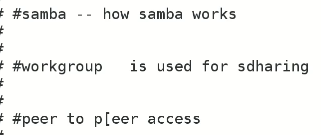 # #samba -- how samba works
#
#
# #workgroup   is used for sdharing
#
#
# #peer to p[eer access
#